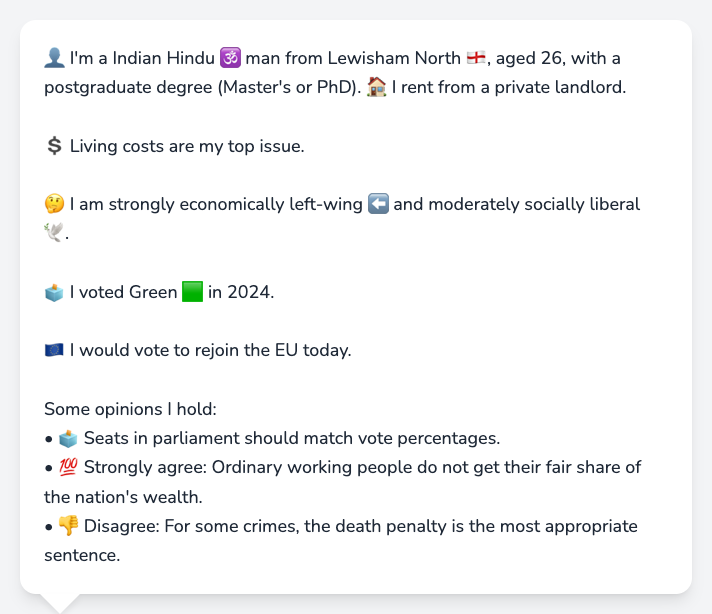 👤 I'm a Indian Hindu 🕉️ man from Lewisham North 🏴󠁧󠁢󠁥󠁮󠁧󠁿, aged 26, with a
postgraduate degree (Master's or PhD). 🏠 I rent from a private landlord.
💲 Living costs are my top issue.
🤔 I am strongly economically left-wing ⬅️ and moderately socially liberal
🕊️.
🗳️ I voted Green 🟩 in 2024.
🇪🇺 I would vote to rejoin the EU today.
Some opinions I hold:
• 🗳️ Seats in parliament should match vote percentages.
• 💯 Strongly agree: Ordinary working people do not get their fair share of
the nation's wealth.
• 👎 Disagree: For some crimes, the death penalty is the most appropriate
sentence.